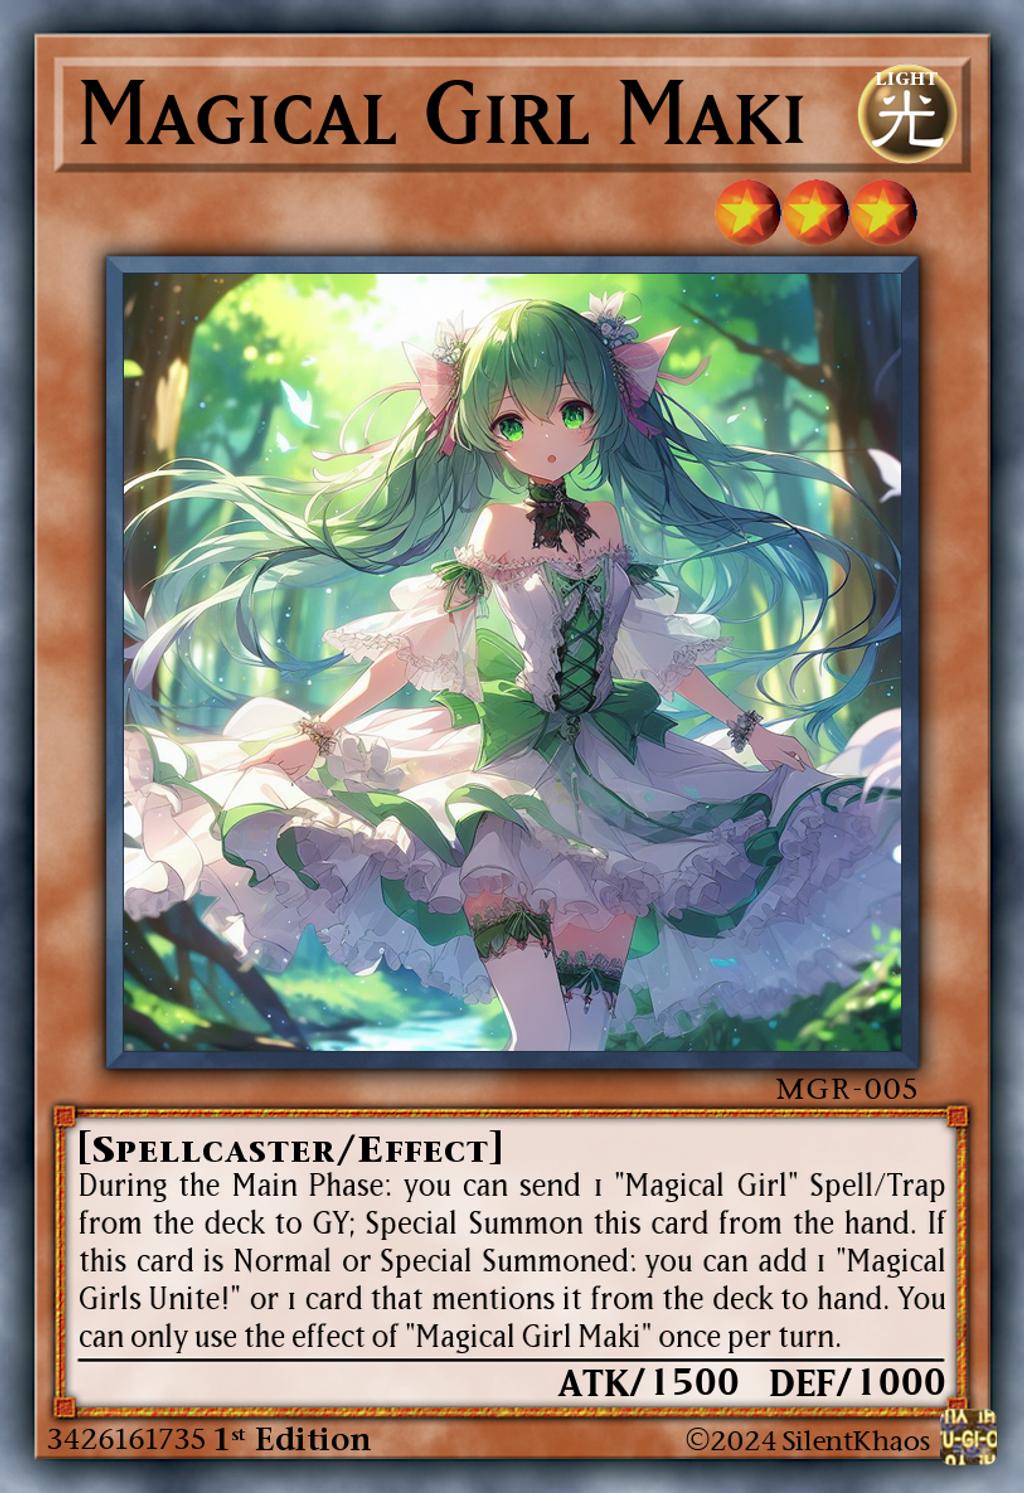 Magical Girl Maki
LIGHT
光
MGR-005
[Spellcaster/Effect]
During the Main Phase: you can send 1 "Magical Girl" Spell/Trap
from the deck to GY; Special Summon this card from the hand. If
this card is Normal or Special Summoned: you can add 1 "Magical
Girls Unite!" or 1 card that mentions it from the deck to hand. You
can only use the effect of "Magical Girl Maki" once per turn.
ATK/1500 DEF/1000
3426161735 1st Edition
©2024 SilentKhaos
U-GI-O